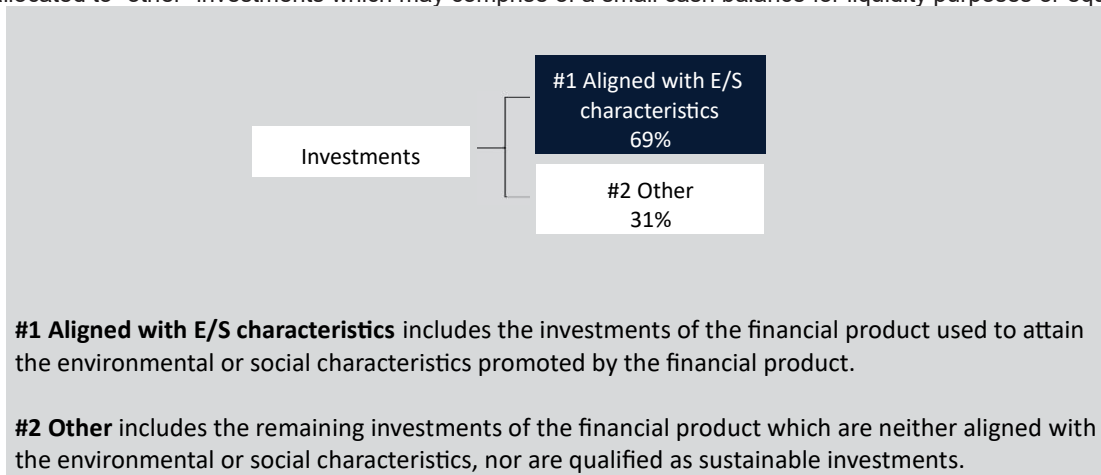 allocated to "other" investments which may comprise of a small cash balance for liquidity purposes or
#1 Aligned with E/S
characteristics
69%
Investments
#2 Other
31%
#1 Aligned with E/S characteristics includes the investments of the financial product used to attain
the environmental or social characteristics promoted by the financial product.
#2 Other includes the remaining investments of the financial product which are neither aligned with
the environmental or social characteristics, nor are qualified as sustainable investments.